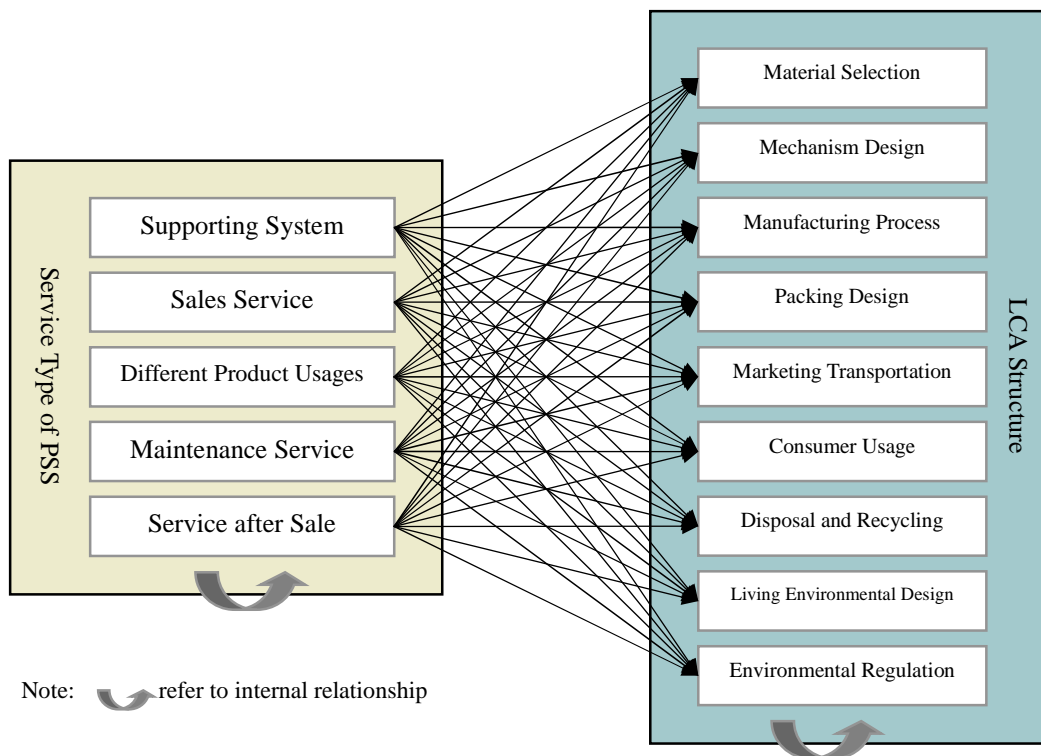 Service Type of PSS
Supporting System
Sales Service
Different Product Usages
Maintenance Service
Service after Sale
Material Selection
Mechanism Design
Manufacturing Process
Packing Design
Marketing Transportation
Consumer Usage
Disposal and Recycling
Living Environmental Design
Environmental Regulation
LCA Structure
Note: refer to internal relationship